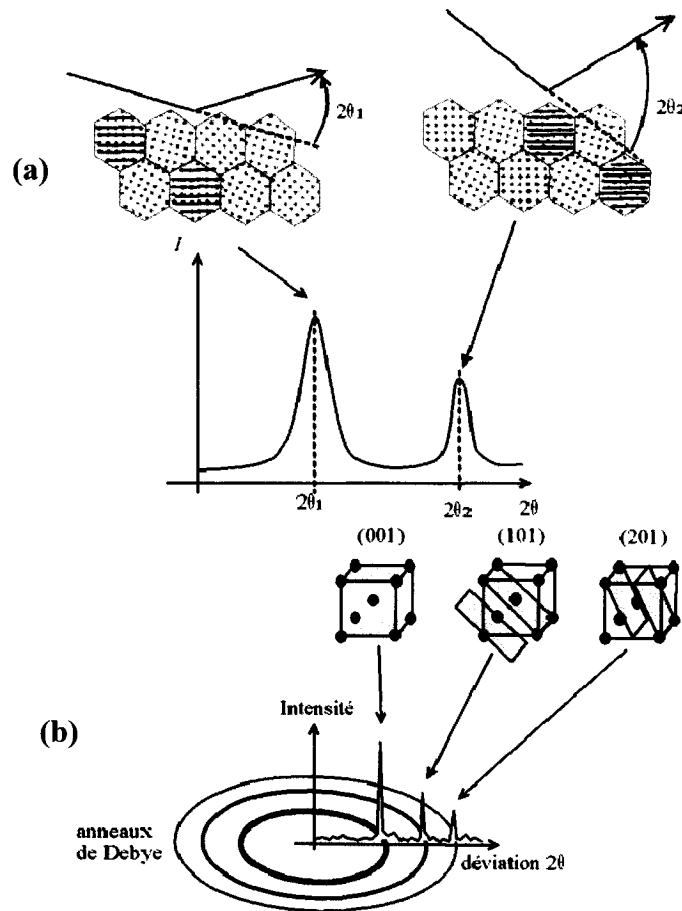 2θ1
2θ2
(a)
I
2θ1
2θ2
2θ
(001)
(101)
(201)
Intensité
(b)
anneaux
de Debye
déviation 2θ